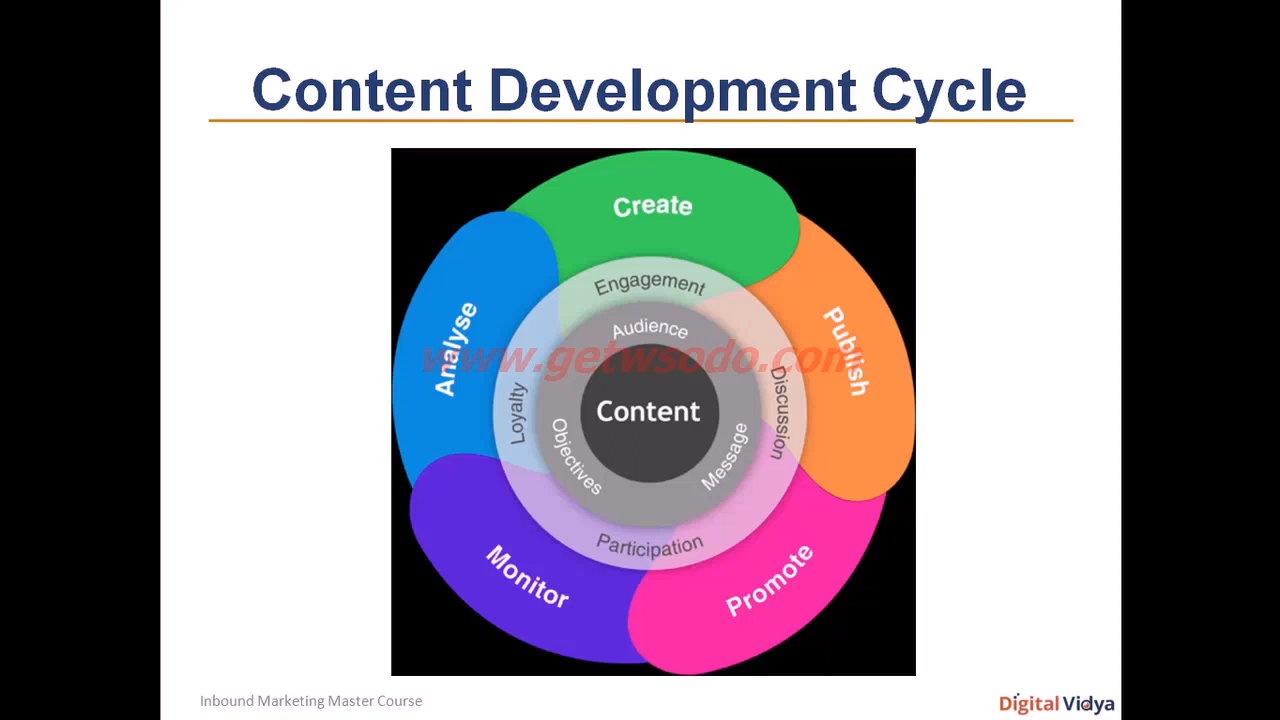 Content Development Cycle
Create
Publish
Promote
Monitor
Analyse
Engagement
Discussion
Participation
Loyalty
Audience
Message
Objectives
Content
www.getwsodo.com
Inbound Marketing Master Course
Digital Vidya